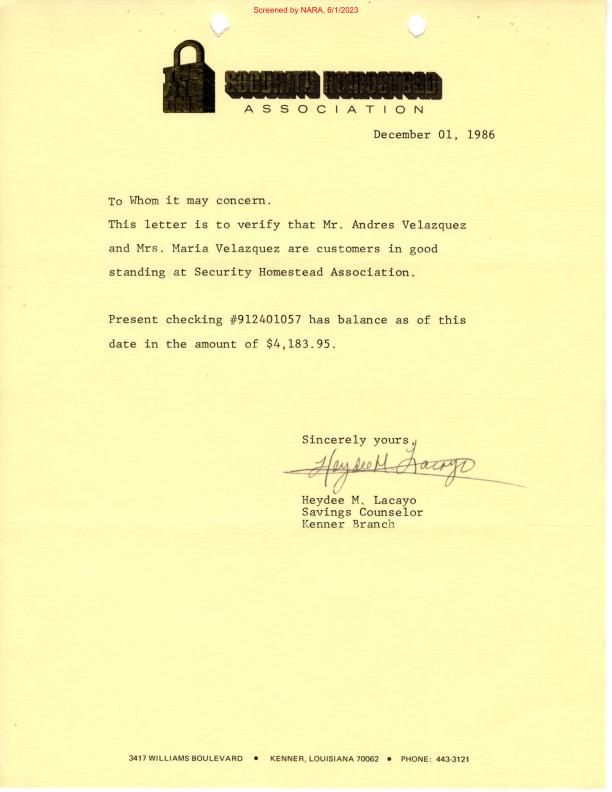 Screened by NARA, 6/1/2023
SECURITY HOMESTEAD
ASSOCIATION
December 01, 1986
To Whom it may concern.
This letter is to verify that Mr. Andres Velazquez
and Mrs. Maria Velazquez are customers in good
standing at Security Homestead Association.
Present checking #912401057 has balance as of this
date in the amount of $4,183.95.
Sincerely yours,
Heydee M Lacayo
Heydee M. Lacayo
Savings Counselor
Kenner Branch
3417 WILLIAMS BOULEVARD • KENNER, LOUISIANA 70062 • PHONE: 443-3121